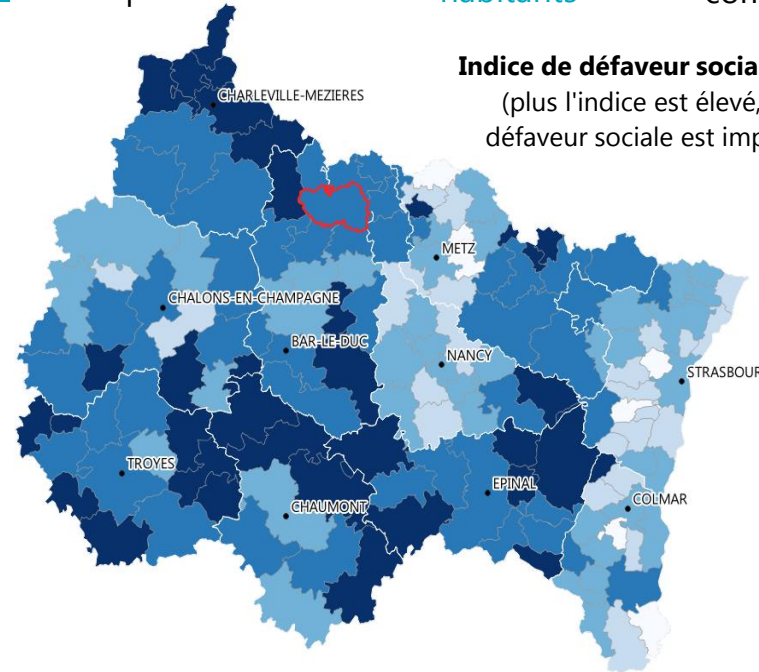 habitants
Indice de défaveur socia
(plus l'indice est élevé,
défaveur sociale est imp
CHARLEVILLE-MEZIERES
METZ
CHALONS-EN-CHAMPAGNE
BAR-LE-DUC
NANCY
STRASBOUR
TROYES
EPINAL
CHAUMONT
COLMAR